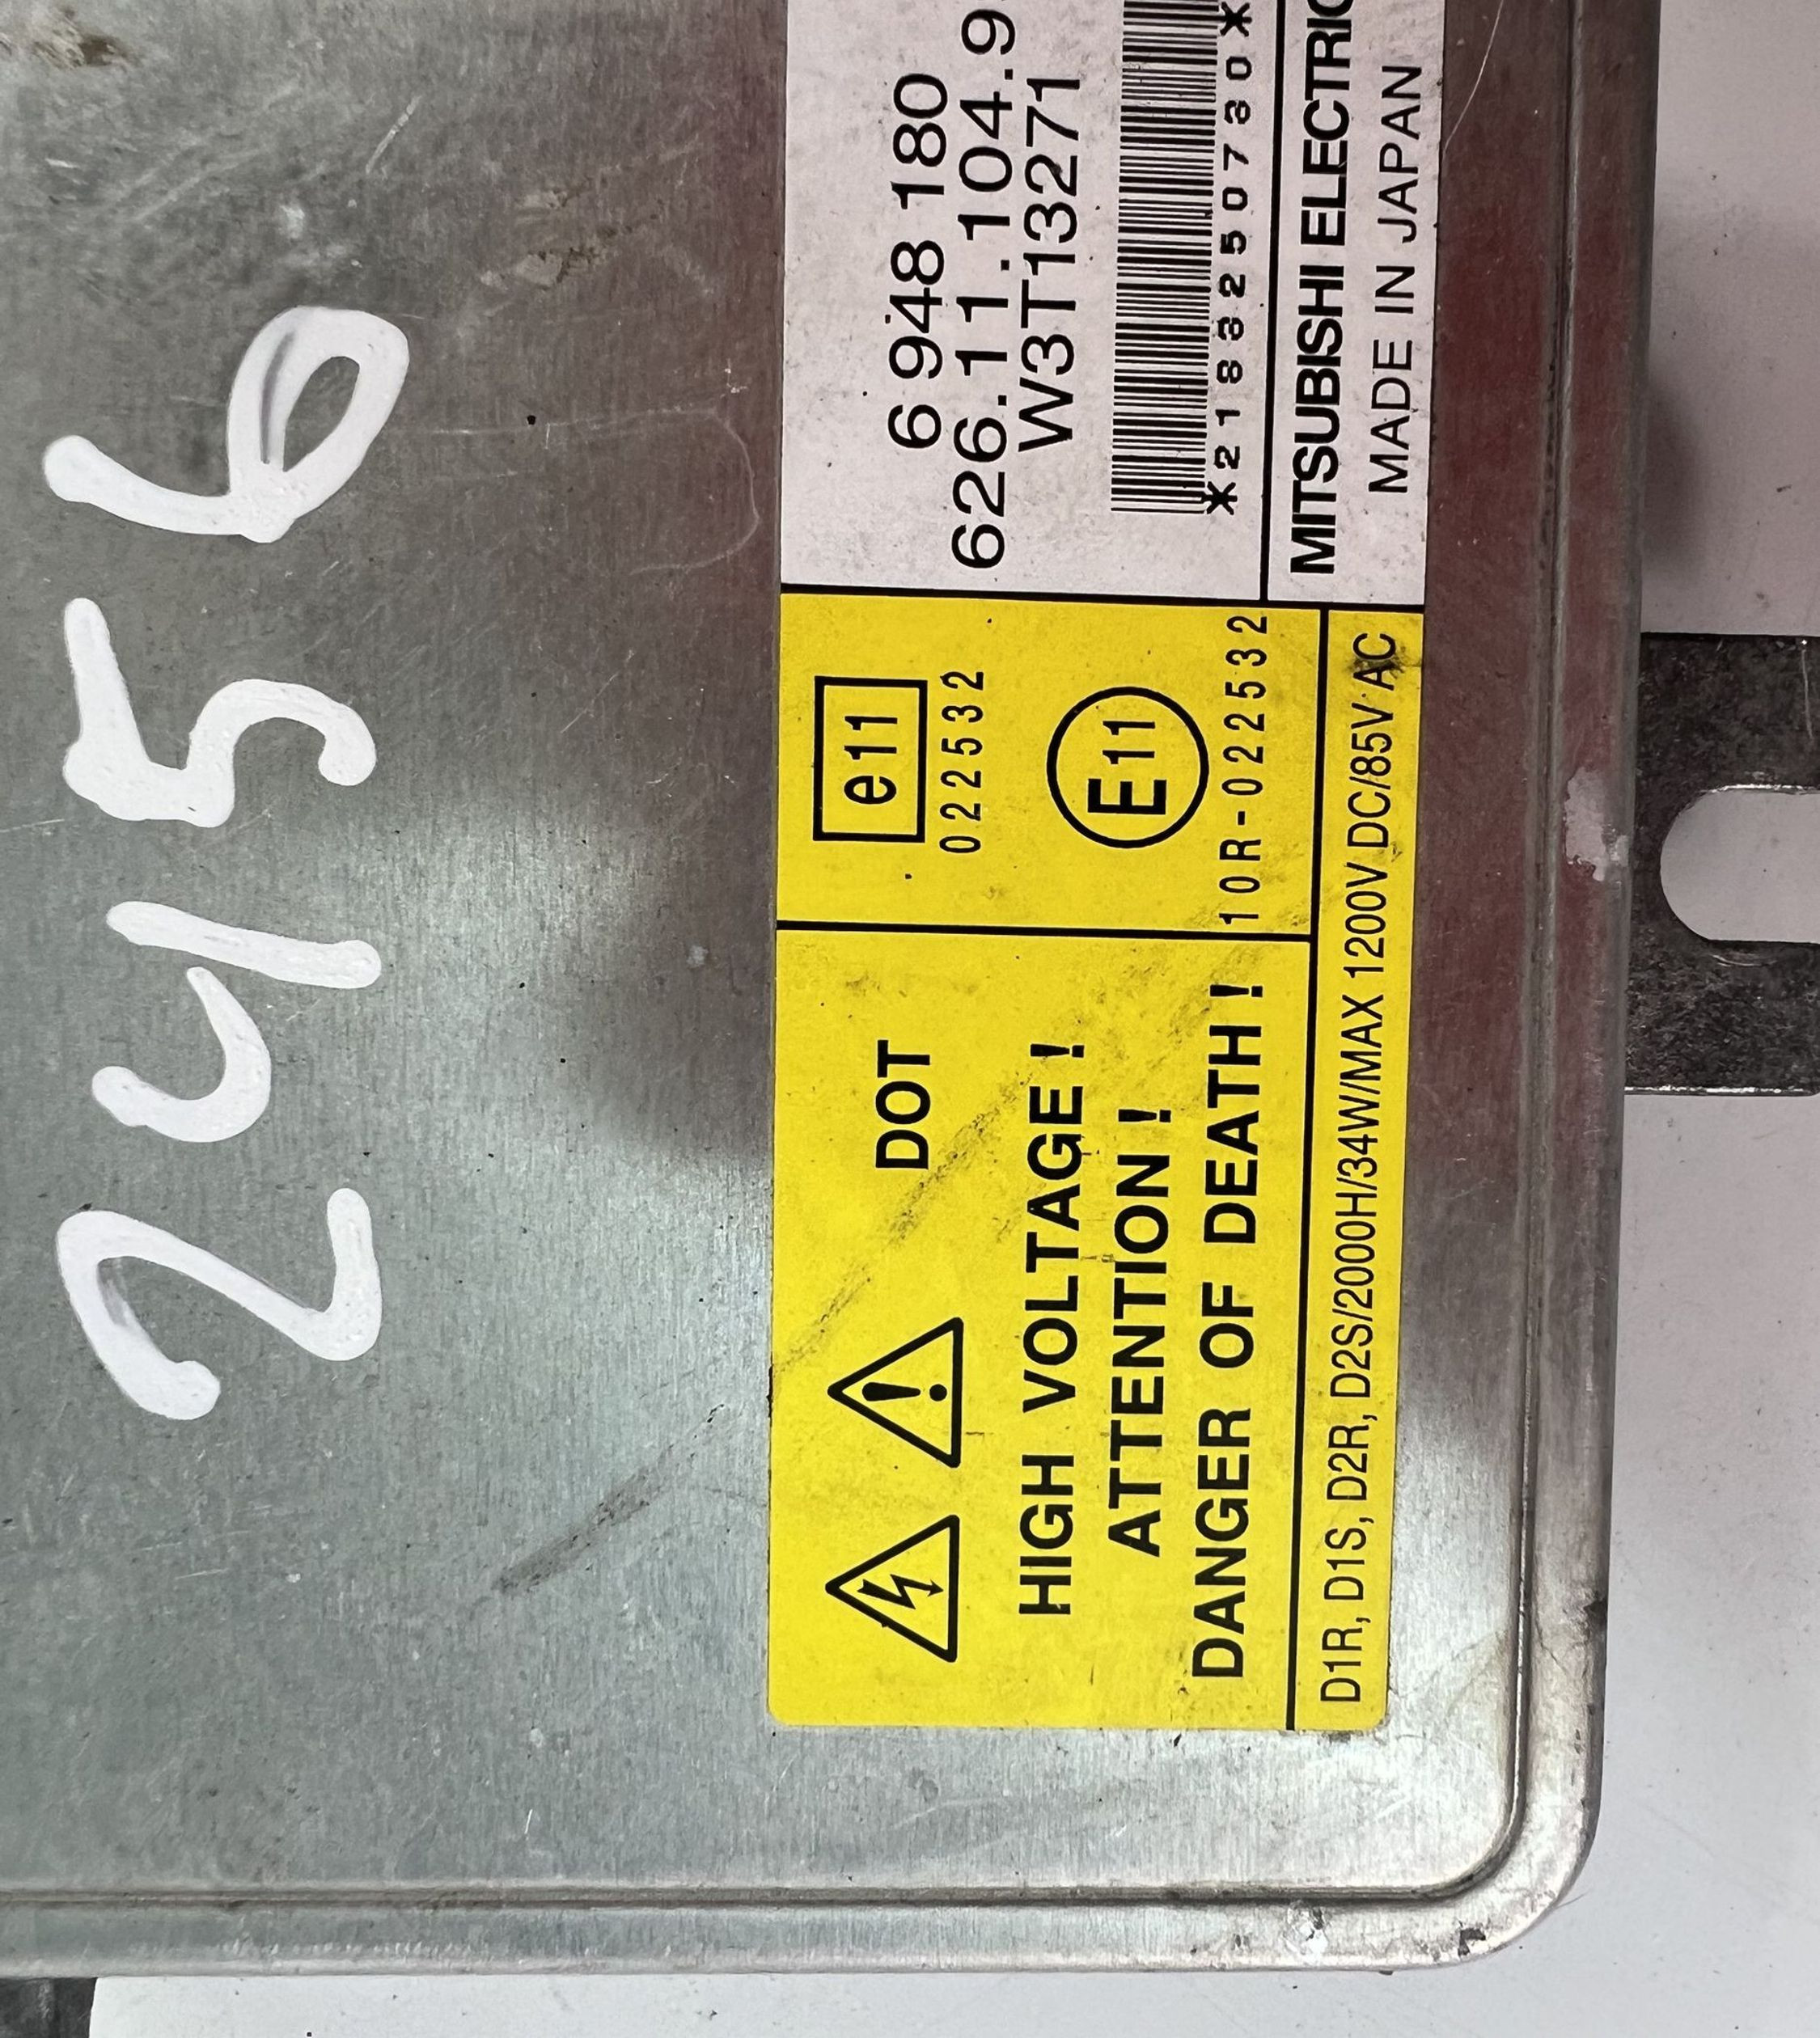 2456
DOT
HIGH VOLTAGE !
ATTENTION !
DANGER OF DEATH !
e11
022532
E11
10R-022532
D1R, D1S, D2R, D2S/2000H/34W/MAX 1200V DC/85V AC
6 948 180
626.11.104.9
W3T13271
*2183250730*
MITSUBISHI ELECTRIC
MADE IN JAPAN